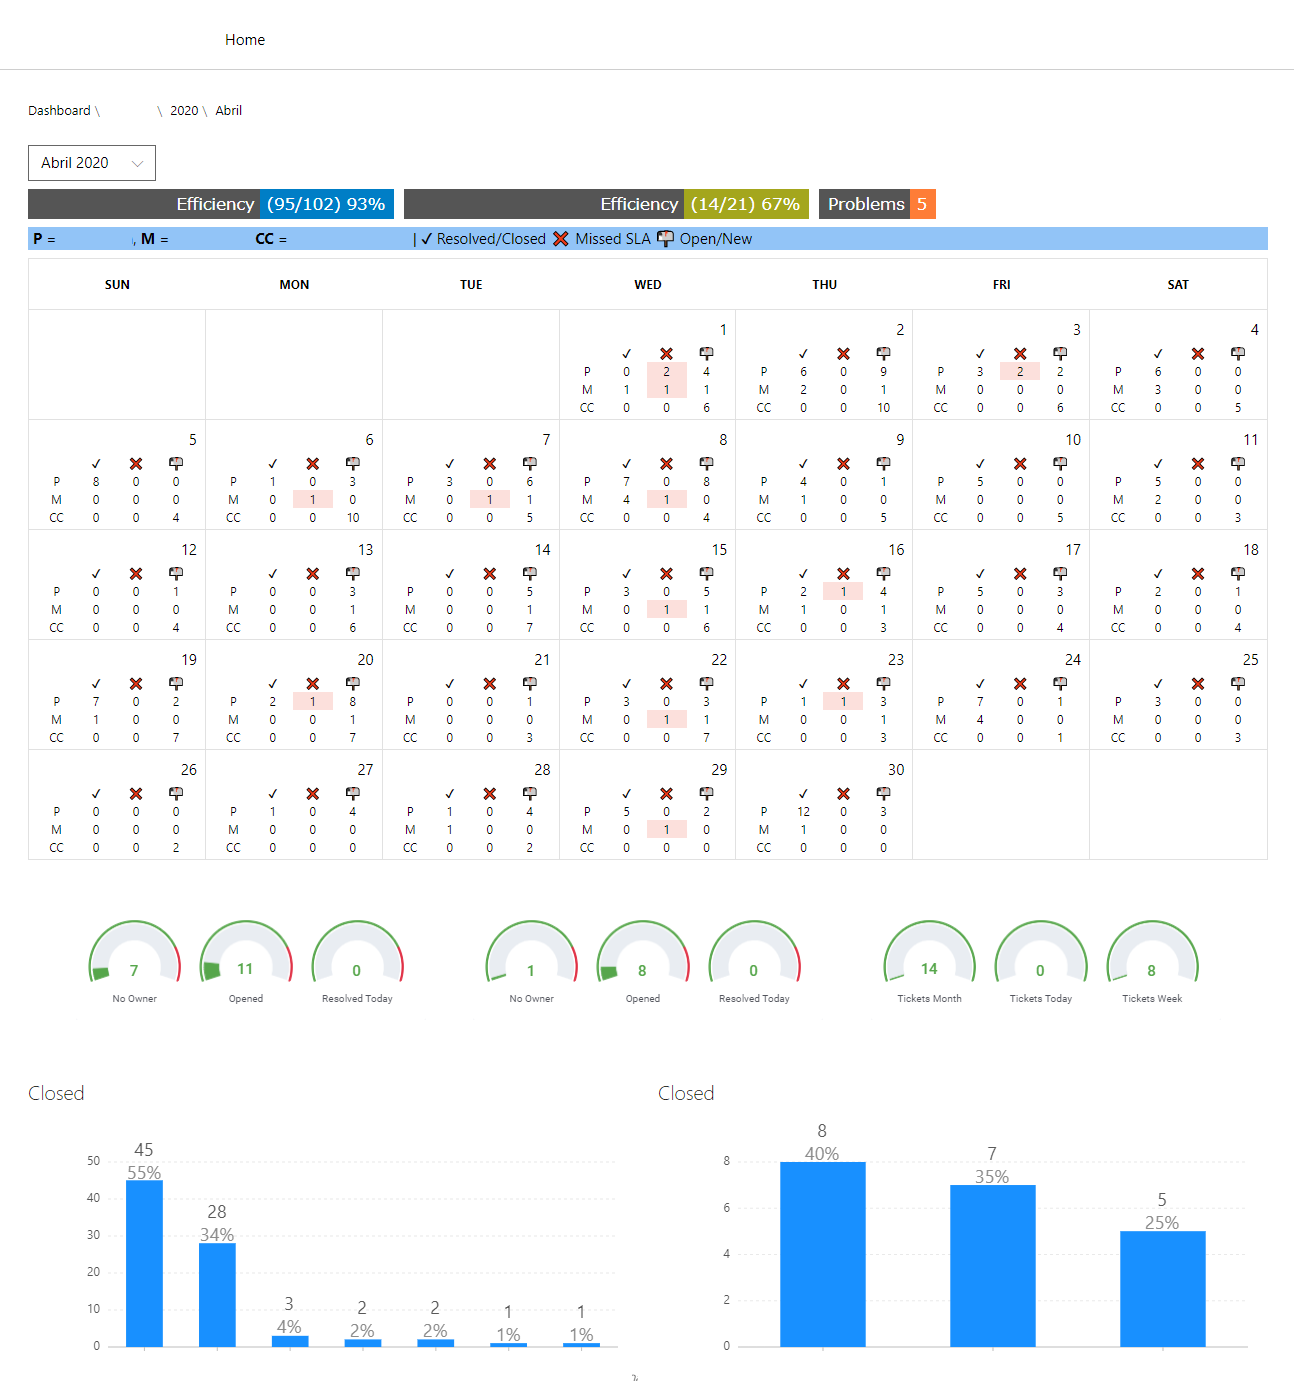 Home
Dashboard \ \ 2020 \ Abril
Abril 2020
Efficiency (95/102) 93% Efficiency (14/21) 67% Problems 5
P = , M = CC = | ✓ Resolved/Closed ❌ Missed SLA 📬 Open/New
SUN MON TUE WED THU FRI SAT
1 2 3 4
✓ ❌ 📬 ✓ ❌ 📬 ✓ ❌ 📬 ✓ ❌ 📬
P 0 2 4 P 6 0 9 P 3 2 2 P 6 0 0
M 1 1 1 M 2 0 1 M 0 0 0 M 3 0 0
CC 0 0 6 CC 0 0 10 CC 0 0 6 CC 0 0 5
5 6 7 8 9 10 11
✓ ❌ 📬 ✓ ❌ 📬 ✓ ❌ 📬 ✓ ❌ 📬 ✓ ❌ 📬 ✓ ❌ 📬 ✓ ❌ 📬
P 8 0 0 P 1 0 3 P 3 0 6 P 7 0 8 P 4 0 1 P 5 0 0 P 5 0 0
M 0 0 0 M 0 1 0 M 0 1 1 M 4 1 0 M 1 0 0 M 0 0 0 M 2 0 0
CC 0 0 4 CC 0 0 10 CC 0 0 5 CC 0 0 4 CC 0 0 5 CC 0 0 5 CC 0 0 3
12 13 14 15 16 17 18
✓ ❌ 📬 ✓ ❌ 📬 ✓ ❌ 📬 ✓ ❌ 📬 ✓ ❌ 📬 ✓ ❌ 📬 ✓ ❌ 📬
P 0 0 1 P 0 0 3 P 0 0 5 P 3 0 5 P 2 1 4 P 5 0 3 P 2 0 1
M 0 0 0 M 0 0 1 M 0 0 1 M 0 1 1 M 1 0 1 M 0 0 0 M 0 0 0
CC 0 0 4 CC 0 0 6 CC 0 0 7 CC 0 0 6 CC 0 0 3 CC 0 0 4 CC 0 0 4
19 20 21 22 23 24 25
✓ ❌ 📬 ✓ ❌ 📬 ✓ ❌ 📬 ✓ ❌ 📬 ✓ ❌ 📬 ✓ ❌ 📬 ✓ ❌ 📬
P 7 0 2 P 2 1 8 P 0 0 1 P 3 0 3 P 1 1 3 P 7 0 1 P 3 0 0
M 1 0 0 M 0 0 1 M 0 0 0 M 0 1 1 M 0 0 1 M 4 0 0 M 0 0 0
CC 0 0 7 CC 0 0 7 CC 0 0 3 CC 0 0 7 CC 0 0 3 CC 0 0 1 CC 0 0 3
26 27 28 29 30
✓ ❌ 📬 ✓ ❌ 📬 ✓ ❌ 📬 ✓ ❌ 📬 ✓ ❌ 📬
P 0 0 0 P 1 0 4 P 1 0 4 P 5 0 2 P 12 0 3
M 0 0 0 M 0 0 0 M 1 0 0 M 0 1 0 M 1 0 0
CC 0 0 2 CC 0 0 0 CC 0 0 2 CC 0 0 0 CC 0 0 0
7 11 0 1 8 0 14 0 8
No Owner Opened Resolved Today No Owner Opened Resolved Today Tickets Month Tickets Today Tickets Week
Closed
50
40
30
20
10
0
45
55%
28
34%
3
4%
2
2%
2
2%
1
1%
1
1%
Closed
8
6
4
2
0
8
40%
7
35%
5
25%